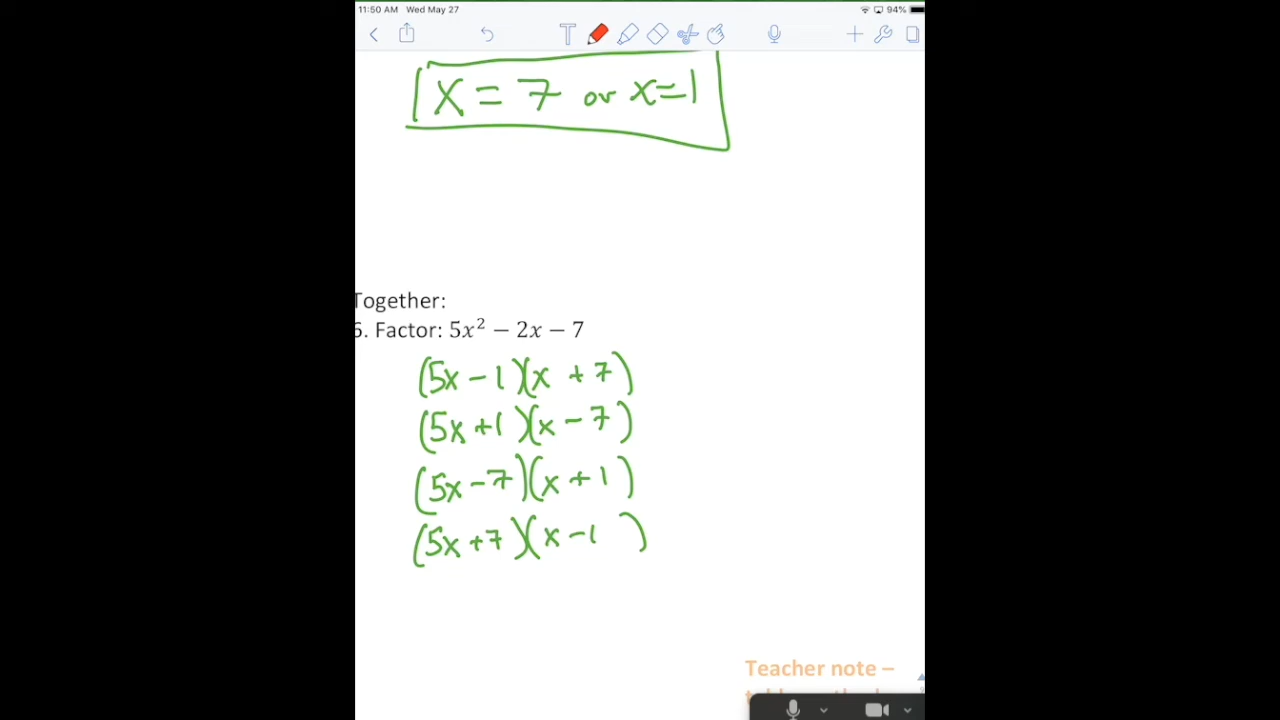 11:50 AM Wed May 27
94%
x = 7 or x=1
Together:
6. Factor: 5x² − 2x − 7
(5x − 1)(x + 7)
(5x +1)(x − 7)
(5x − 7)(x + 1)
(5x +7)(x −1 )
Teacher note –